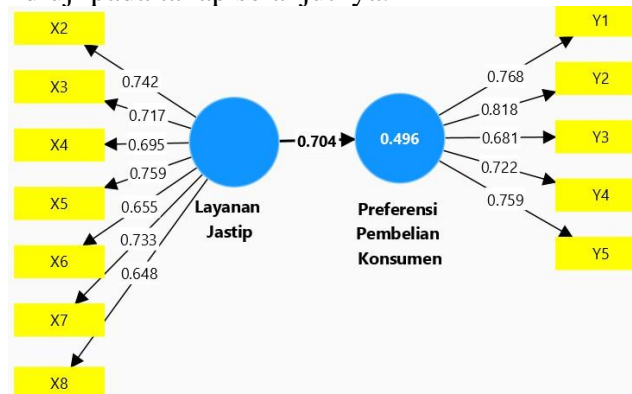 X2
X3
X4
X5
X6
X7
X8
0.742
0.717
0.695
0.759
0.655
0.733
0.648
Layanan
Jastip
0.704
0.496
Preferensi
Pembelian
Konsumen
0.768
0.818
0.681
0.722
0.759
Y1
Y2
Y3
Y4
Y5